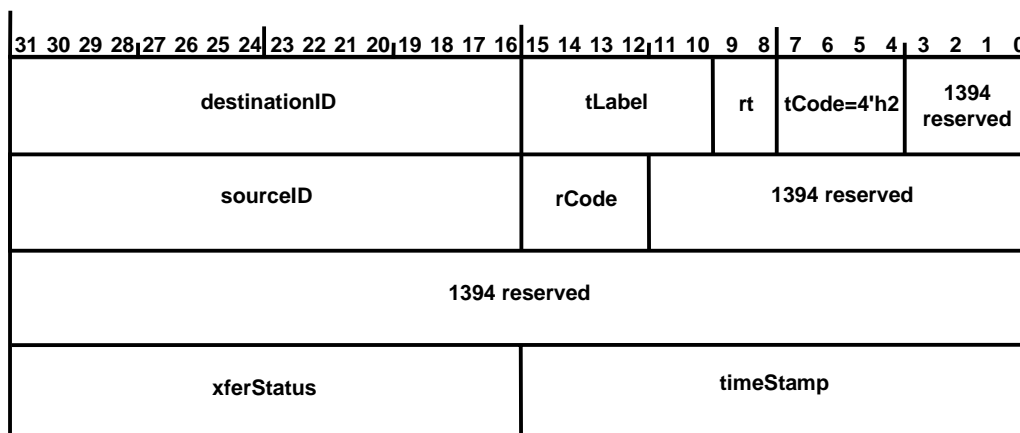 31 30 29 28 27 26 25 24 23 22 21 20 19 18 17 16 15 14 13 12 11 10 9 8 7 6 5 4 3 2 1 0
destinationID tLabel rt tCode=4'h2 1394
reserved
sourceID rCode 1394 reserved
1394 reserved
xferStatus timeStamp